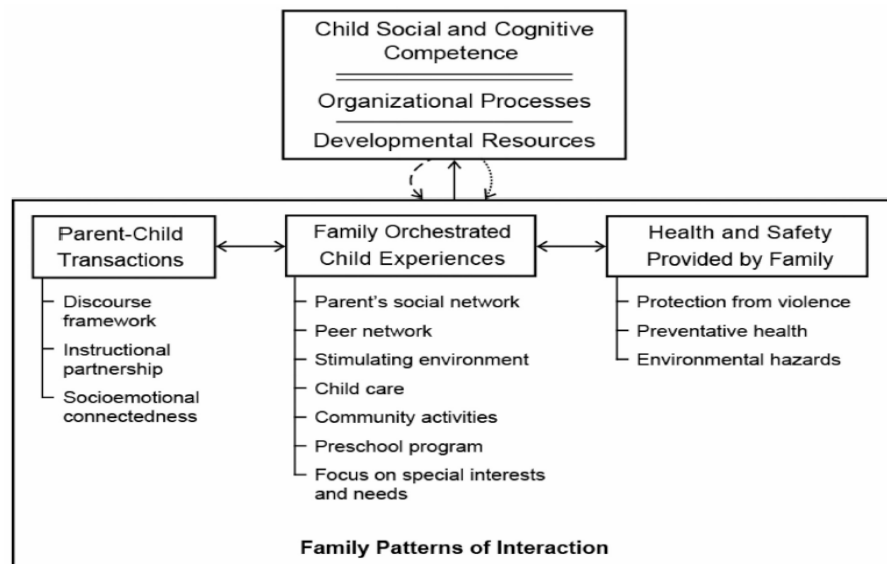 Child Social and Cognitive
Competence
Organizational Processes
Developmental Resources
Parent-Child
Transactions
Discourse
framework
Instructional
partnership
Socioemotional
connectedness
Family Orchestrated
Child Experiences
Parent's social network
Peer network
Stimulating environment
Child care
Community activities
Preschool program
Focus on special interests
and needs
Health and Safety
Provided by Family
Protection from violence
Preventative health
Environmental hazards
Family Patterns of Interaction